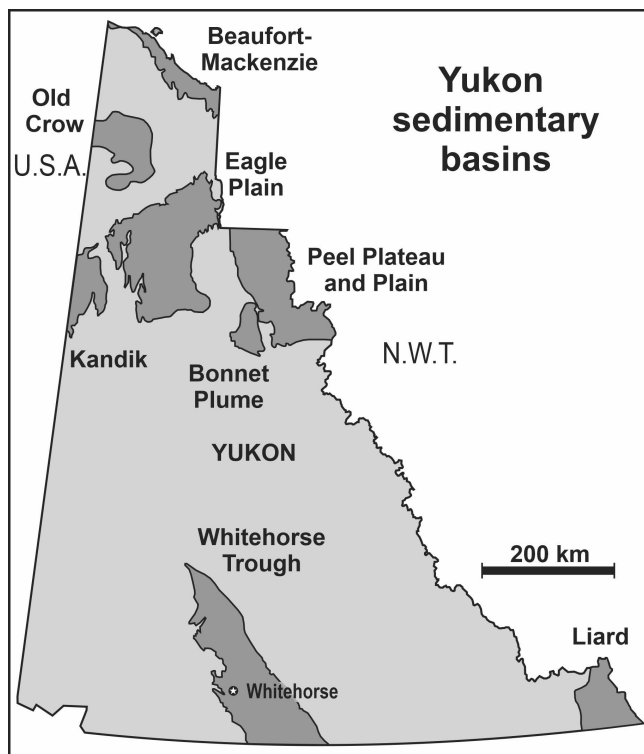 Beaufort-
Mackenzie
Yukon
sedimentary
basins
Old
Crow
U.S.A.
Eagle
Plain
Peel Plateau
and Plain
N.W.T.
Kandik
Bonnet
Plume
YUKON
Whitehorse
Trough
200 km
Liard
Whitehorse